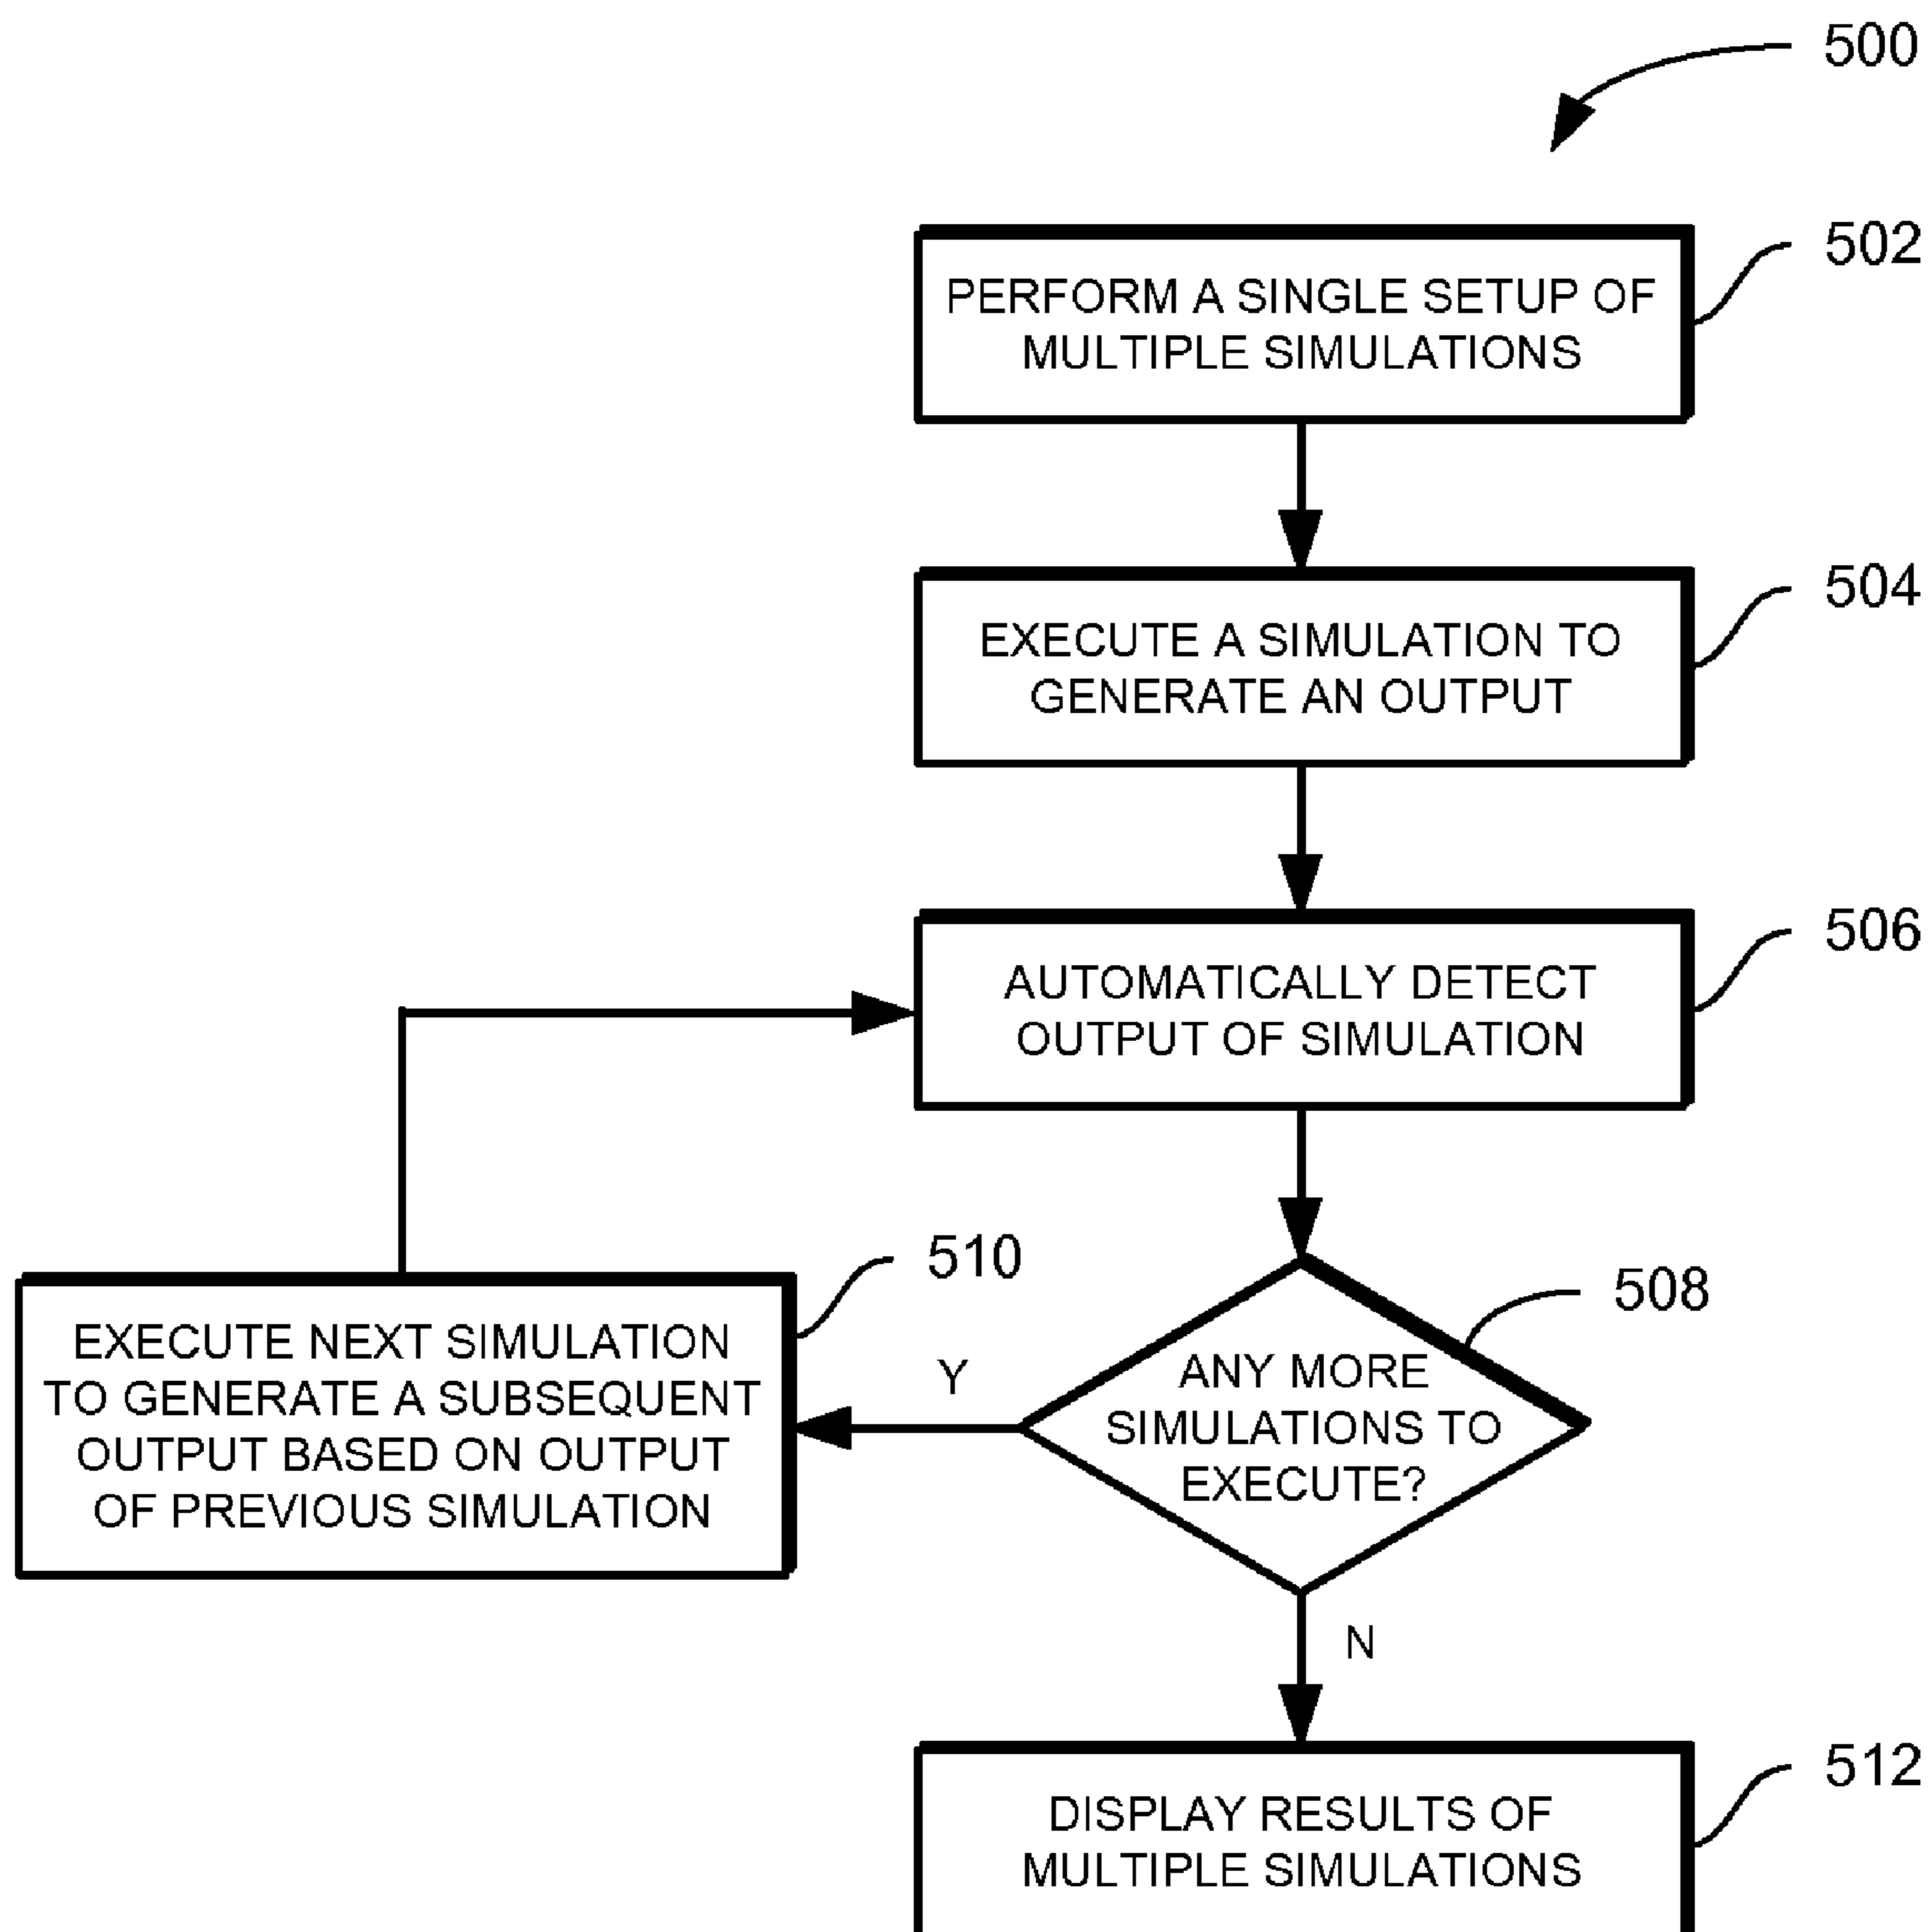 500
502
PERFORM A SINGLE SETUP OF
MULTIPLE SIMULATIONS
504
EXECUTE A SIMULATION TO
GENERATE AN OUTPUT
506
AUTOMATICALLY DETECT
OUTPUT OF SIMULATION
510
508
EXECUTE NEXT SIMULATION
TO GENERATE A SUBSEQUENT
OUTPUT BASED ON OUTPUT
OF PREVIOUS SIMULATION
Y
ANY MORE
SIMULATIONS TO
EXECUTE?
N
512
DISPLAY RESULTS OF
MULTIPLE SIMULATIONS